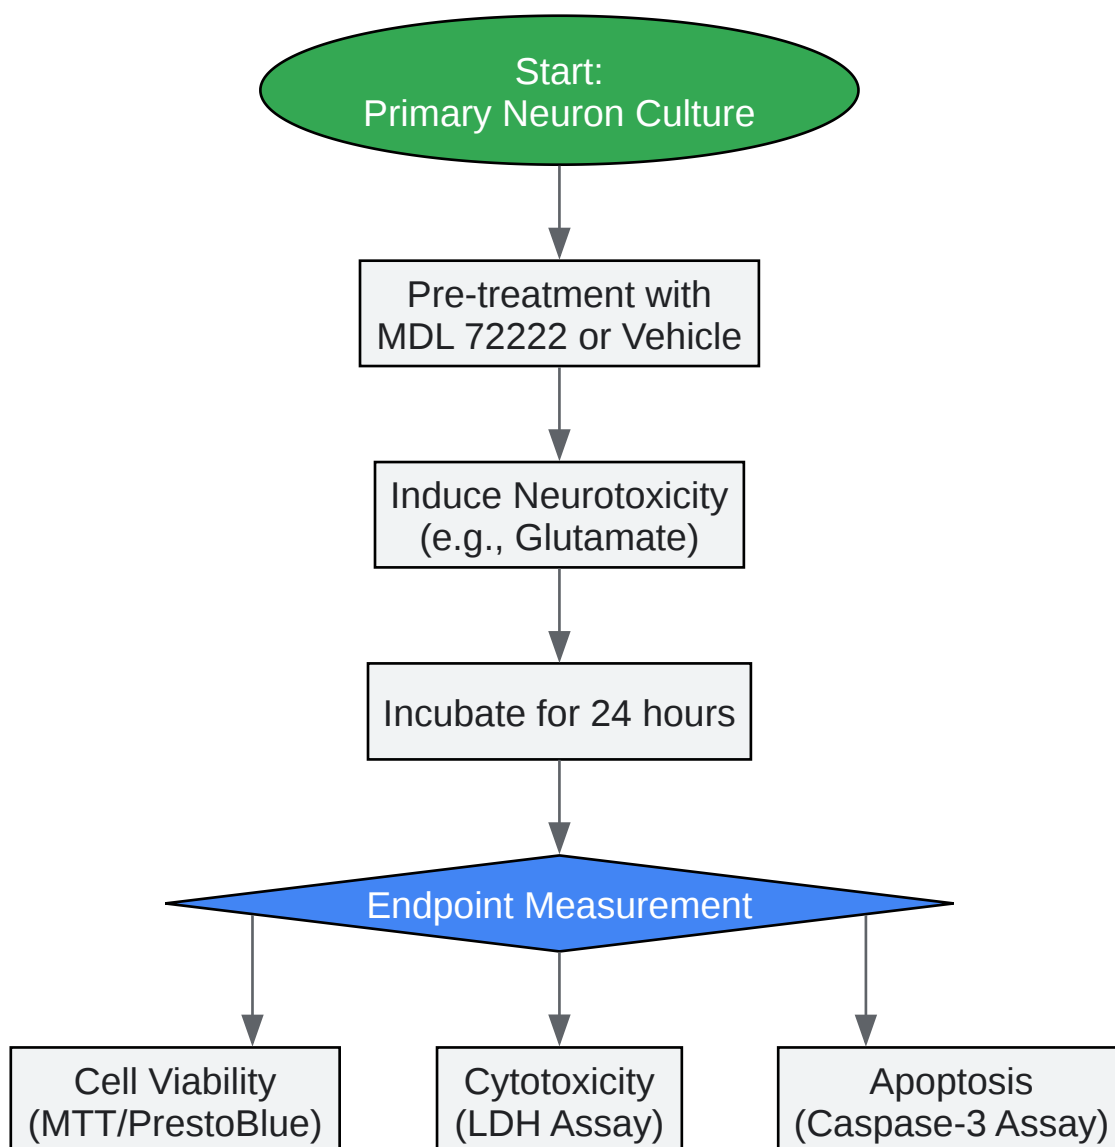 Start:
Primary Neuron Culture
Pre-treatment with
MDL 72222 or Vehicle
Induce Neurotoxicity
(e.g., Glutamate)
Incubate for 24 hours
Endpoint Measurement
Cell Viability
(MTT/PrestoBlue)
Cytotoxicity
(LDH Assay)
Apoptosis
(Caspase-3 Assay)